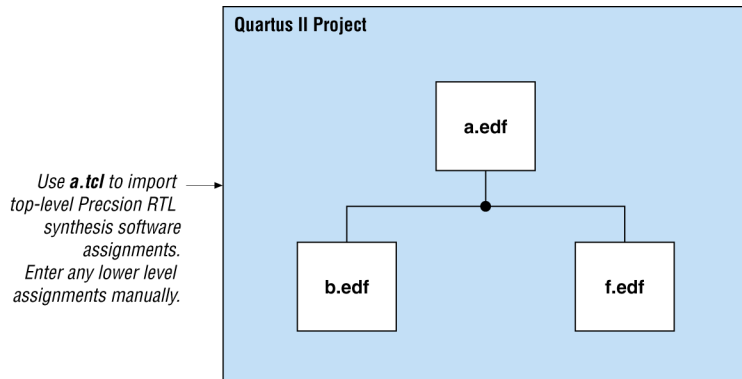 Quartus II Project
a.edf
Use a.tcl to import
top-level Precsion RTL
synthesis software
assignments.
Enter any lower level
assignments manually.
b.edf
f.edf